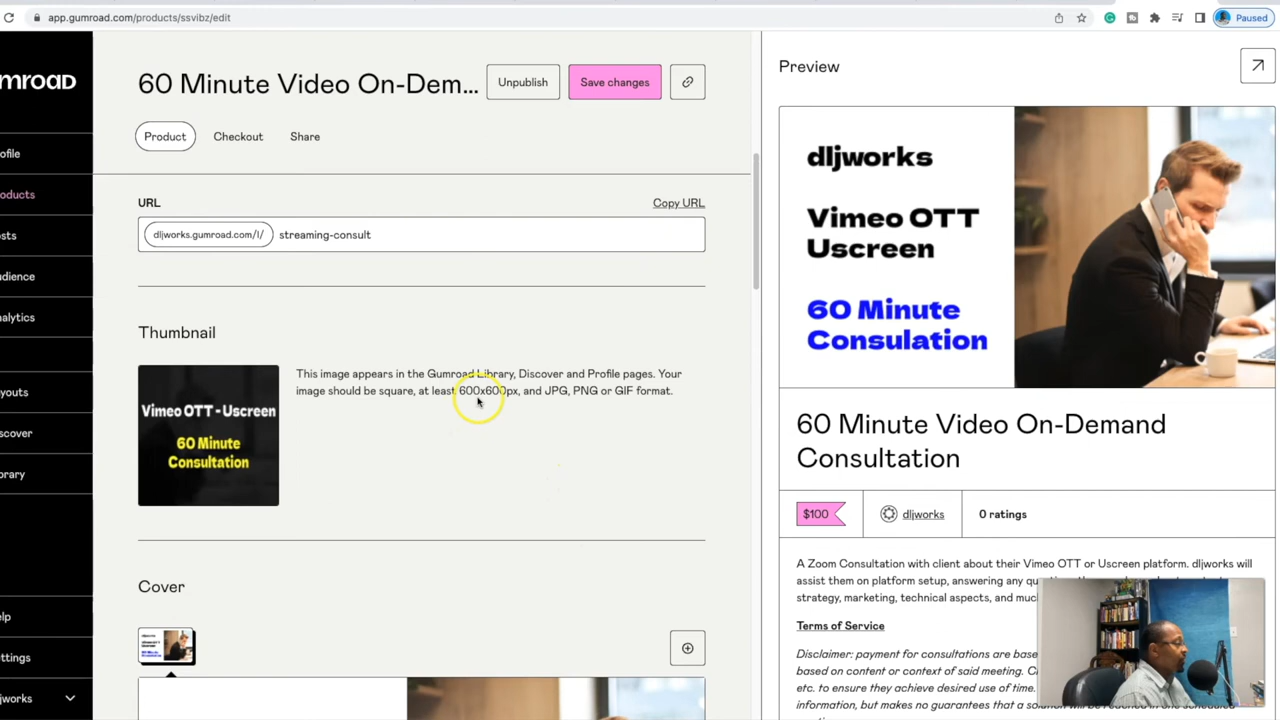 app.gumroad.com/products/ssvibz/edit
Paused
mroad
ofile
oducts
sts
udience
nalytics
youts
scover
brary
elp
ttings
jworks
60 Minute Video On-Dem...
Unpublish
Save changes
Product
Checkout
Share
URL
Copy URL
dljworks.gumroad.com/l/
streaming-consult
Thumbnail
Vimeo OTT - Uscreen
60 Minute
Consultation
This image appears in the Gumroad Library, Discover and Profile pages. Your
image should be square, at least 600x600px, and JPG, PNG or GIF format.
Cover
Preview
dljworks
Vimeo OTT
Uscreen
60 Minute
Consulation
60 Minute Video On-Demand
Consultation
$100
dljworks
0 ratings
A Zoom Consultation with client about their Vimeo OTT or Uscreen platform. dljworks will
assist them on platform setup, answering any
strategy, marketing, technical aspects, and
Terms of Service
Disclaimer: payment for consultations are
based on content or context of said meeting.
etc. to ensure they achieve desired use of time.
information, but makes no guarantees that a